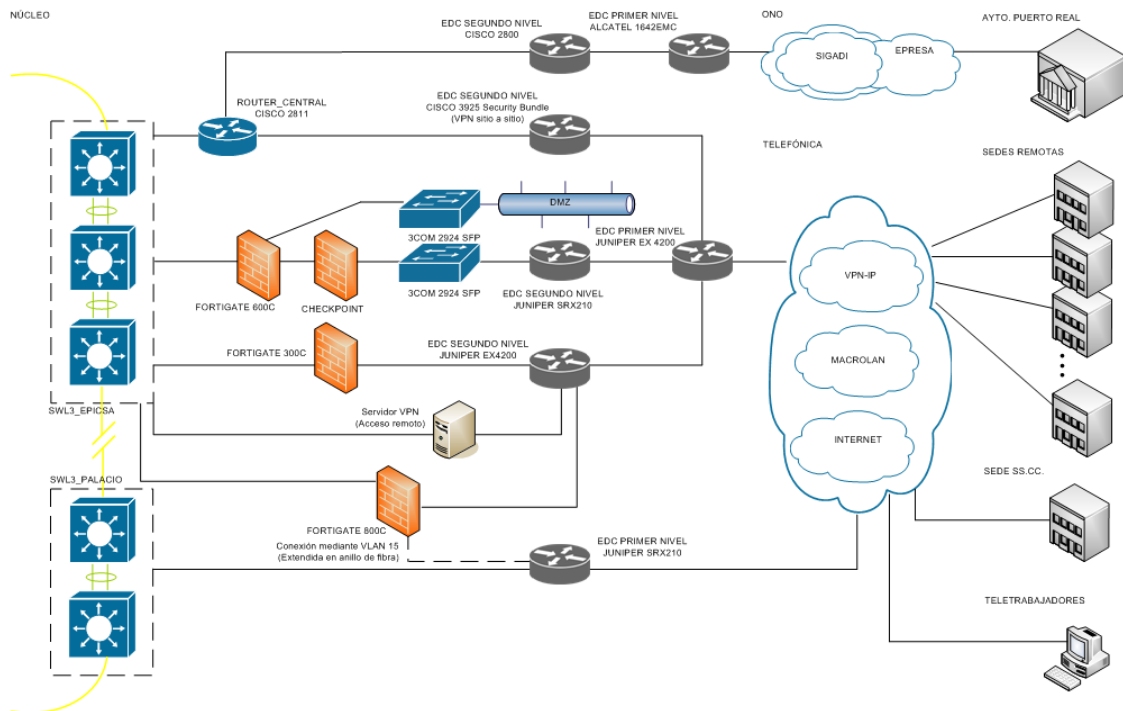 NÚCLEO
EDC SEGUNDO NIVEL
CISCO 2800
EDC PRIMER NIVEL
ALCATEL 1642EMC
ONO
AYTO. PUERTO REAL
SIGADI
EPRESA
ROUTER_CENTRAL
CISCO 2811
EDC SEGUNDO NIVEL
CISCO 3925 Security Bundle
(VPN sitio a sitio)
TELEFÓNICA
SEDES REMOTAS
DMZ
3COM 2924 SFP
EDC PRIMER NIVEL
JUNIPER EX 4200
FORTIGATE 600C
CHECKPOINT
3COM 2924 SFP
EDC SEGUNDO NIVEL
JUNIPER SRX210
VPN-IP
FORTIGATE 300C
EDC SEGUNDO NIVEL
JUNIPER EX4200
MACROLAN
SWL3_EPICSA
Servidor VPN
(Acceso remoto)
INTERNET
SWL3_PALACIO
SEDE SS.CC.
FORTIGATE 800C
Conexión mediante VLAN 15
(Extendida en anillo de fibra)
EDC PRIMER NIVEL
JUNIPER SRX210
TELETRABAJADORES